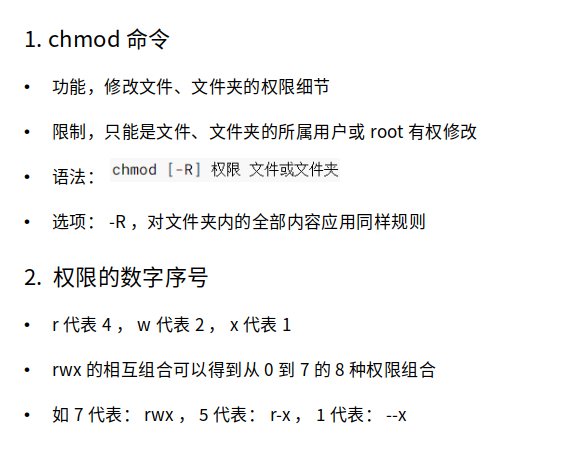 1. chmod 命令
• 功能，修改文件、文件夹的权限细节
• 限制，只能是文件、文件夹的所属用户或 root 有权修改
• 语法： chmod [-R] 权限 文件或文件夹
• 选项： -R ，对文件夹内的全部内容应用同样规则
2. 权限的数字序号
• r 代表 4 ， w 代表 2 ， x 代表 1
• rwx 的相互组合可以得到从 0 到 7 的 8 种权限组合
• 如 7 代表： rwx ， 5 代表： r-x ， 1 代表： --x